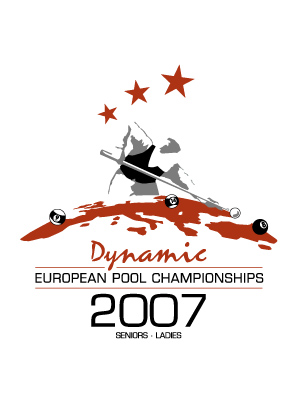 Dynamic
EUROPEAN POOL CHAMPIONSHIPS
2007
SENIORS - LADIES